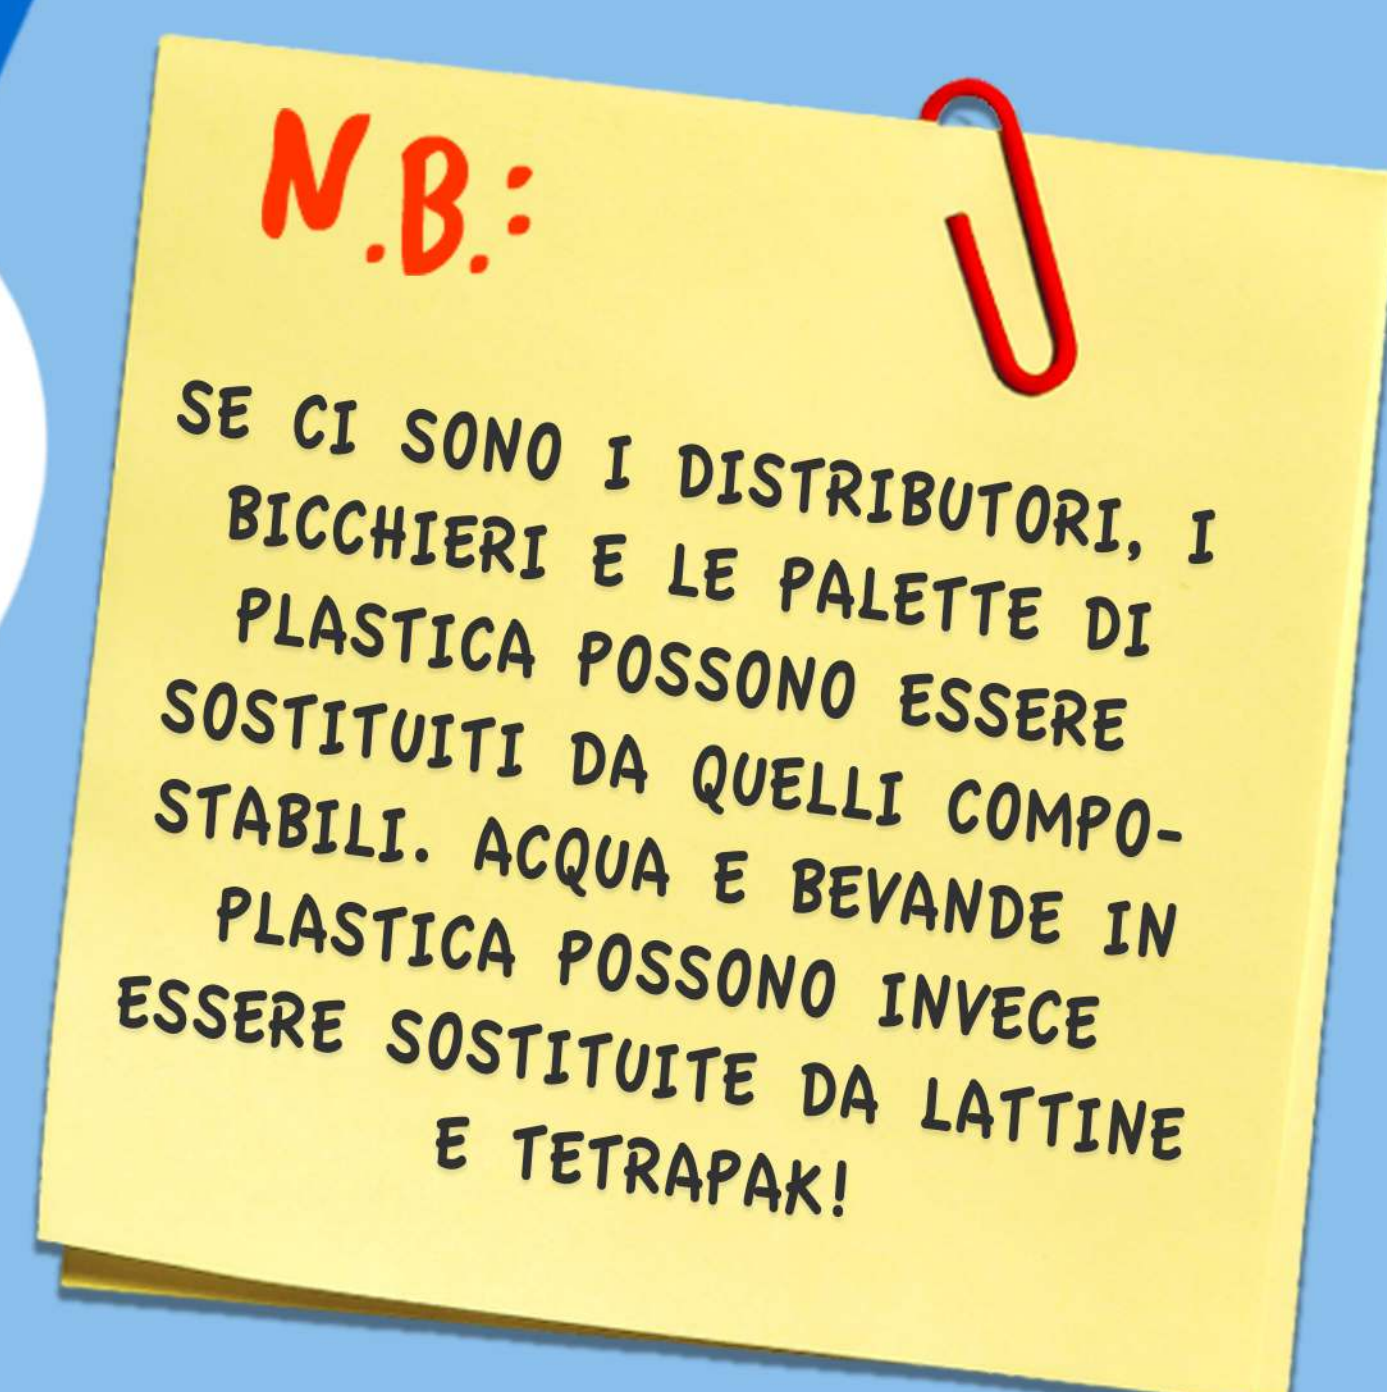 N.B.:
SE CI SONO I DISTRIBUTORI, I
BICCHIERI E LE PALETTE DI
PLASTICA POSSONO ESSERE
SOSTITUITI DA QUELLI COMPO-
STABILI. ACQUA E BEVANDE IN
PLASTICA POSSONO INVECE
ESSERE SOSTITUITE DA LATTINE
E TETRAPAK!